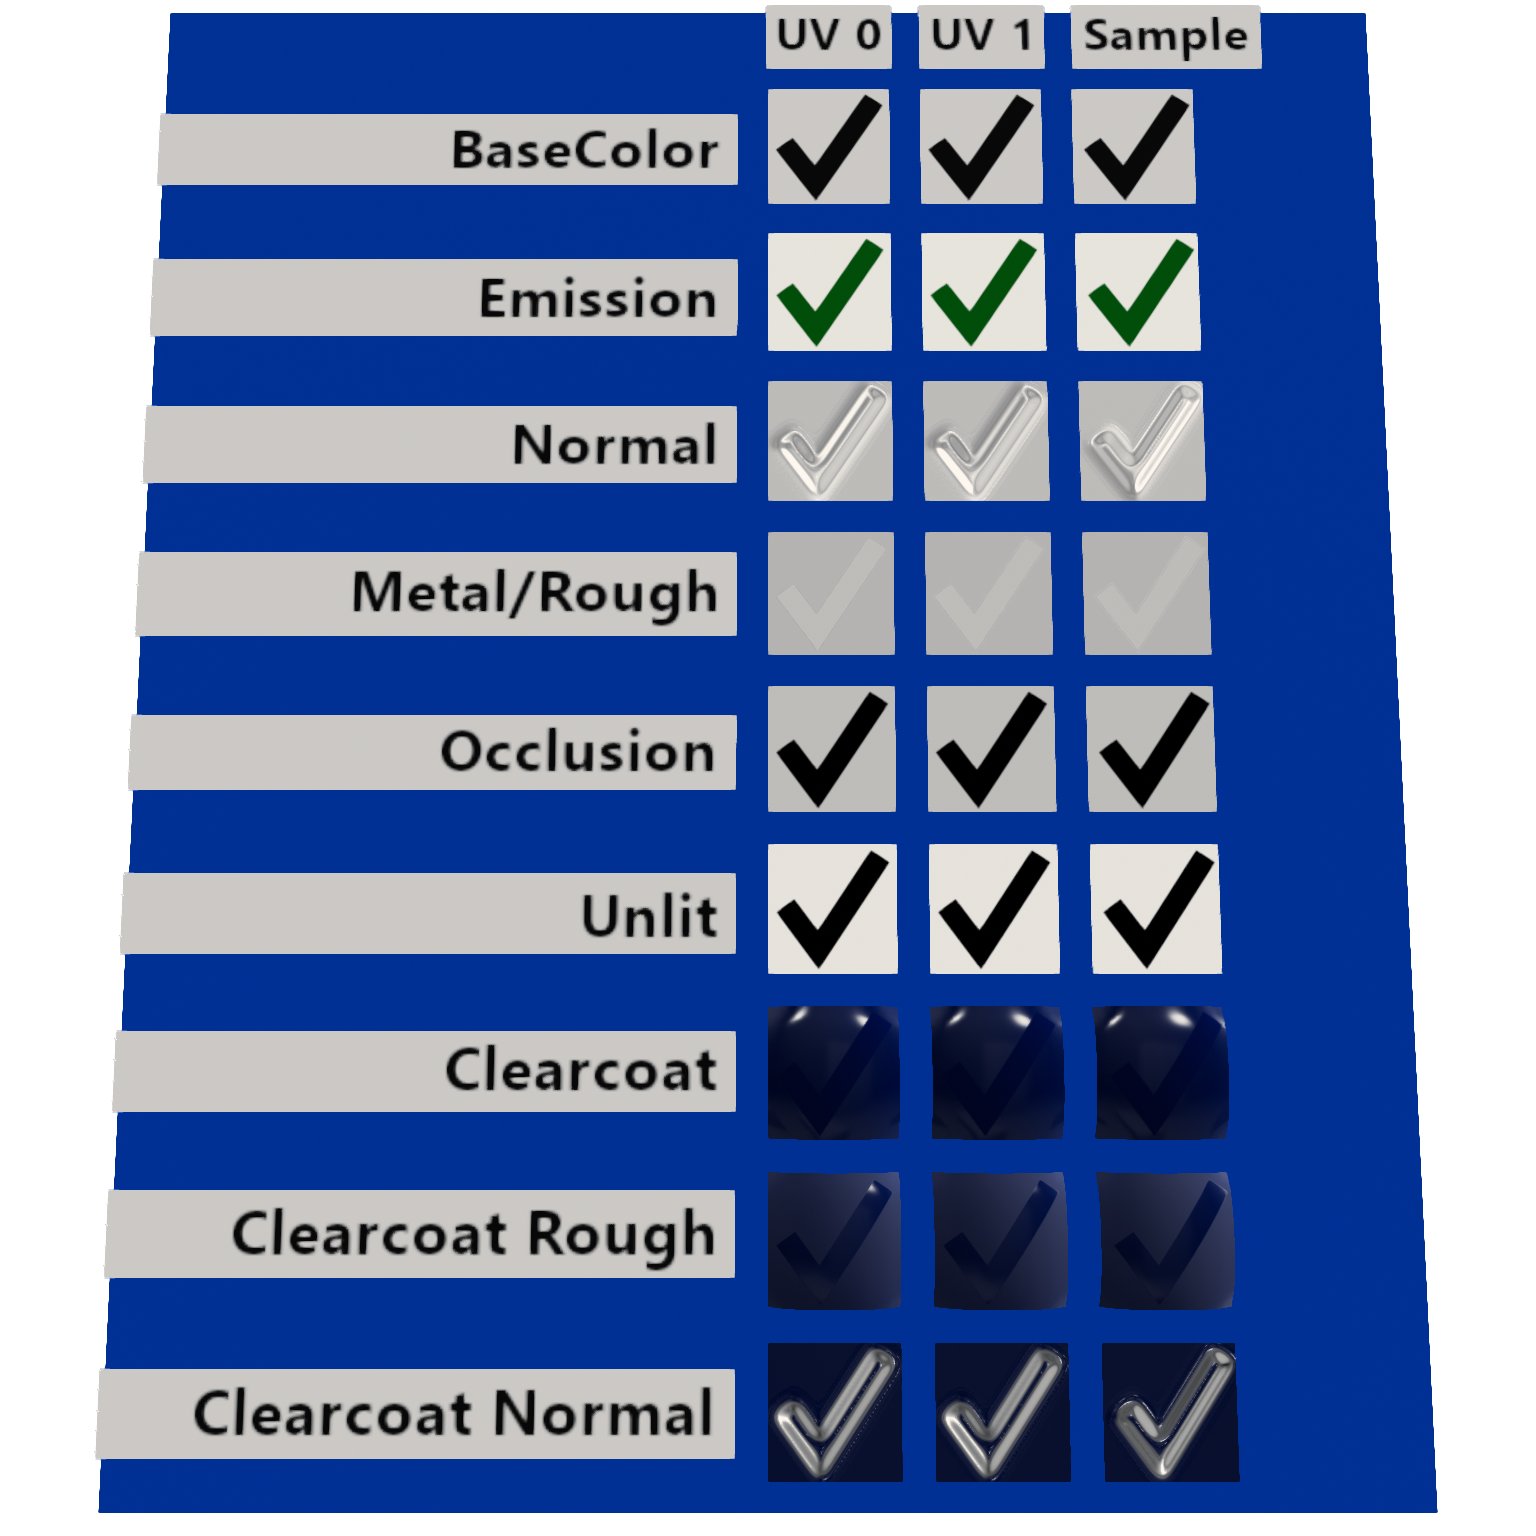 UV 0 UV 1 Sample
BaseColor
Emission
Normal
Metal/Rough
Occlusion
Unlit
Clearcoat
Clearcoat Rough
Clearcoat Normal